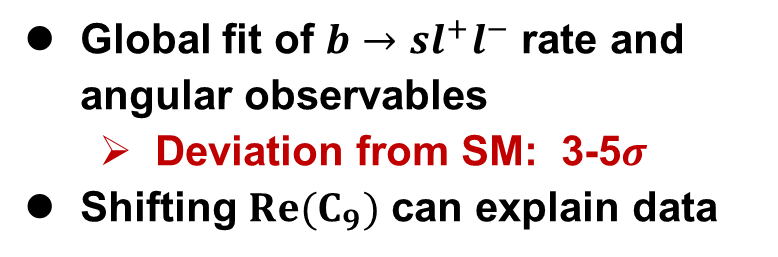 ● Global fit of b → sl⁺l⁻ rate and
angular observables
➢ Deviation from SM: 3-5σ
● Shifting Re(C₉) can explain data